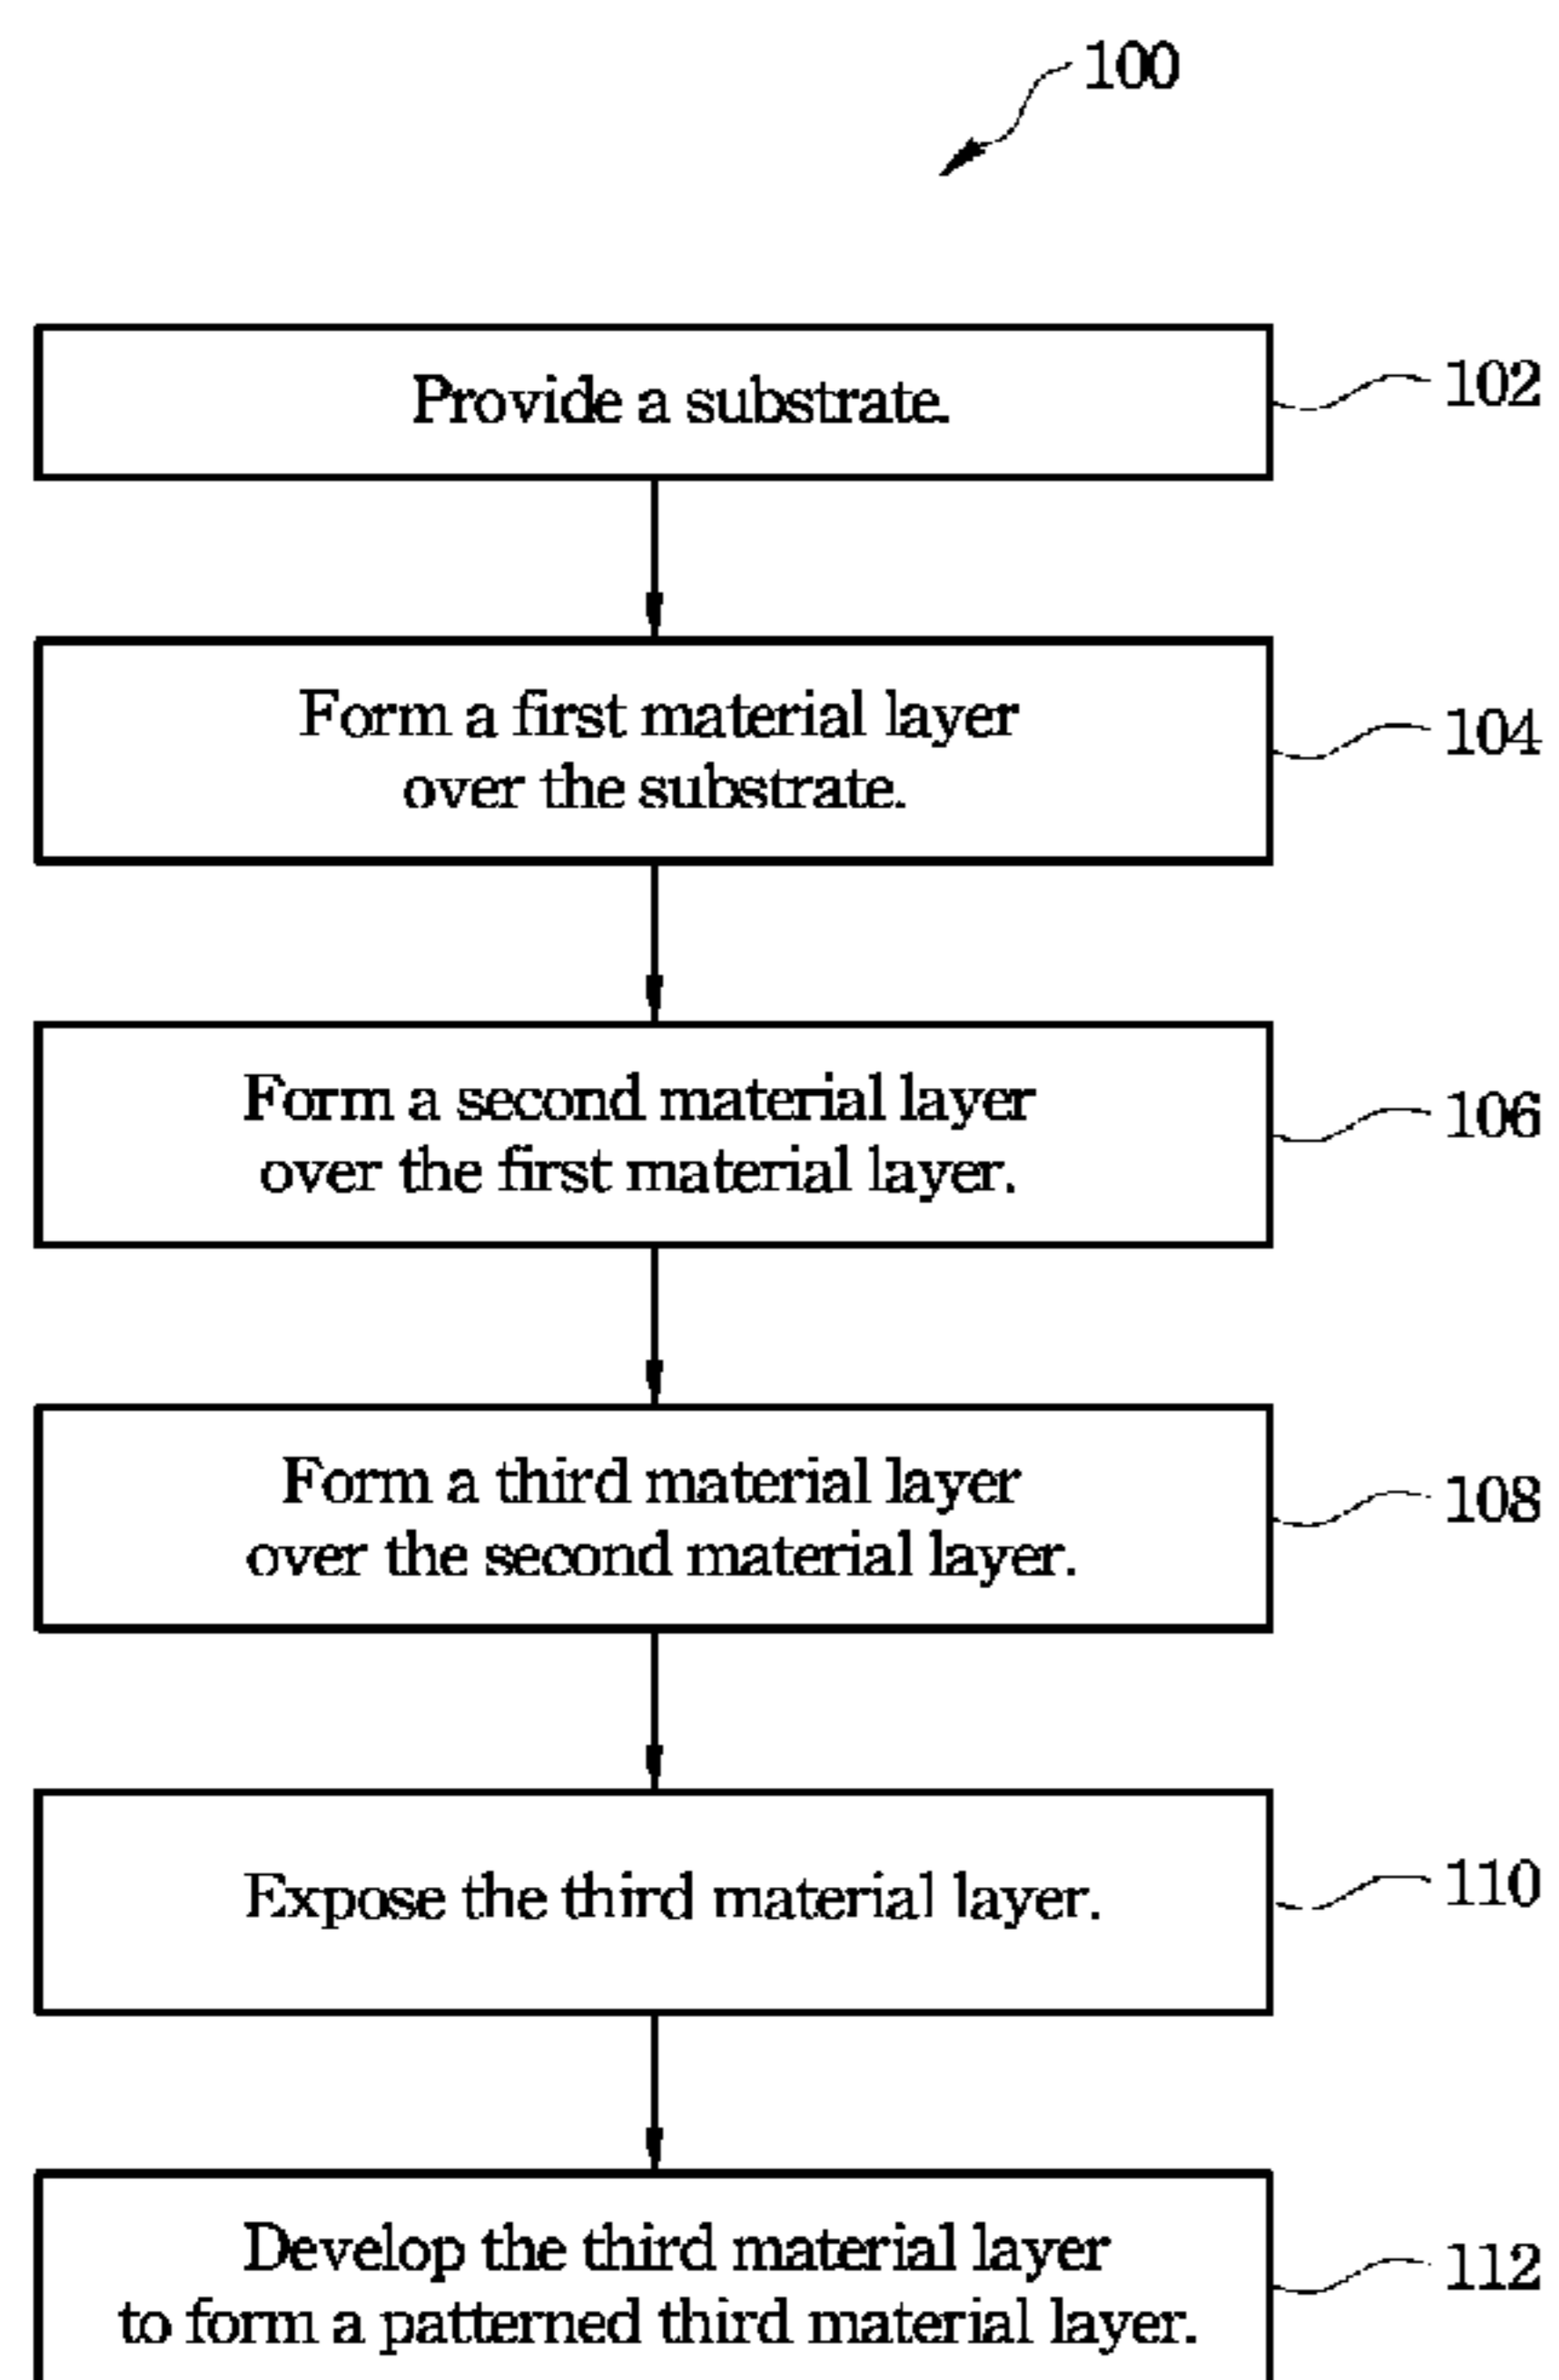 100
Provide a substrate.
102
Form a first material layer
over the substrate.
104
Form a second material layer
over the first material layer.
106
Form a third material layer
over the second material layer.
108
Expose the third material layer.
110
Develop the third material layer
to form a patterned third material layer.
112